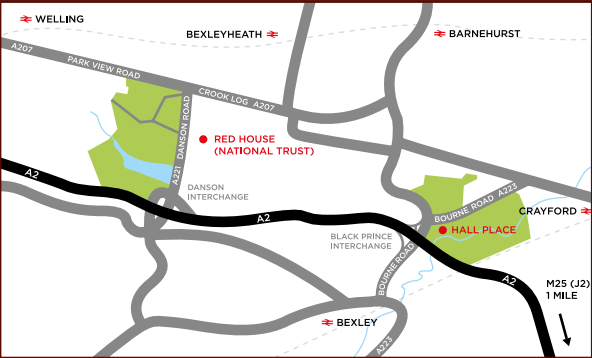 WELLING
BEXLEYHEATH
BARNEHURST
A207
PARK VIEW ROAD
CROOK LOG A207
RED HOUSE
(NATIONAL TRUST)
A221 DANSON ROAD
A2
DANSON
INTERCHANGE
A2
BOURNE ROAD A223
CRAYFORD
BLACK PRINCE
INTERCHANGE
HALL PLACE
BOURNE ROAD
A2
M25 (J2)
1 MILE
BEXLEY
A223